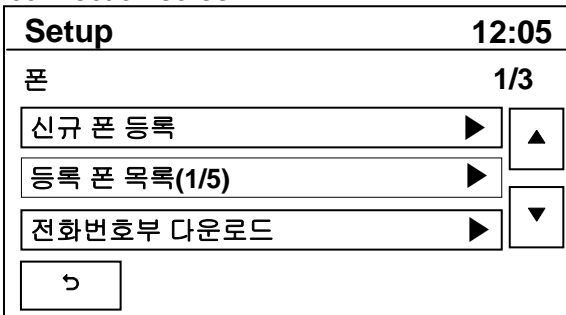 Setup 12:05
폰 1/3
신규 폰 등록 ▶
▲
등록 폰 목록(1/5) ▶
전화번호부 다운로드 ▶
▼